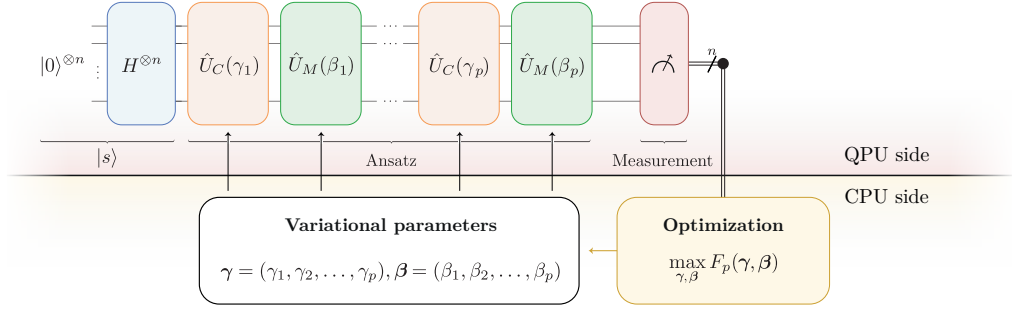 |0⟩^{⊗n} ⋮ H^{⊗n} Û_C(γ_1) Û_M(β_1) ··· Û_C(γ_p) Û_M(β_p) n
|s⟩ Ansatz Measurement QPU side
CPU side
Variational parameters
γ = (γ_1, γ_2, . . . , γ_p), β = (β_1, β_2, . . . , β_p)
Optimization
max_{γ,β} F_p(γ, β)